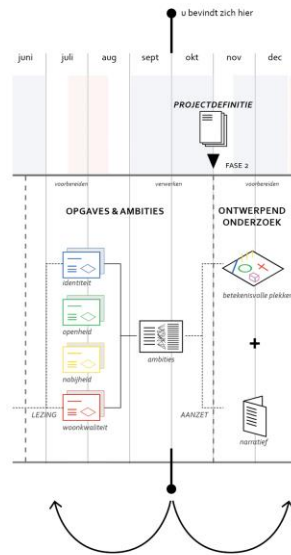 u bevindt zich hier
juni juli aug sept okt nov dec
PROJECTDEFINITIE
FASE 2
voorbereiden verwerken voorbereiden
OPGAVES & AMBITIES
ONTWERPEND
ONDERZOEK
identiteit
betekenisvolle plekken
openheid
ambities
+
nabijheid
LEZING
AANZET
woonkwaliteit
narratief